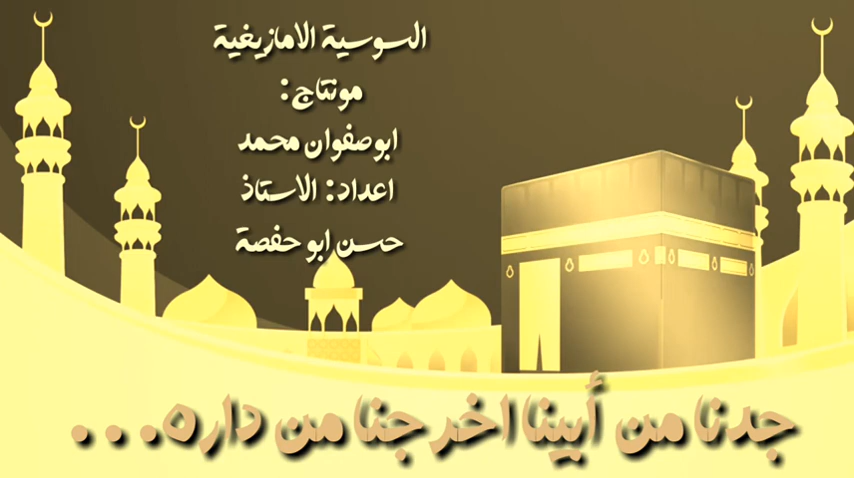 السوسية الامازيغية
مونتاج:
ابوصفوان محمد
اعداد: الاستاذ
حسن ابو حفصة
جدنا من أبينا اخرجنا من داره...